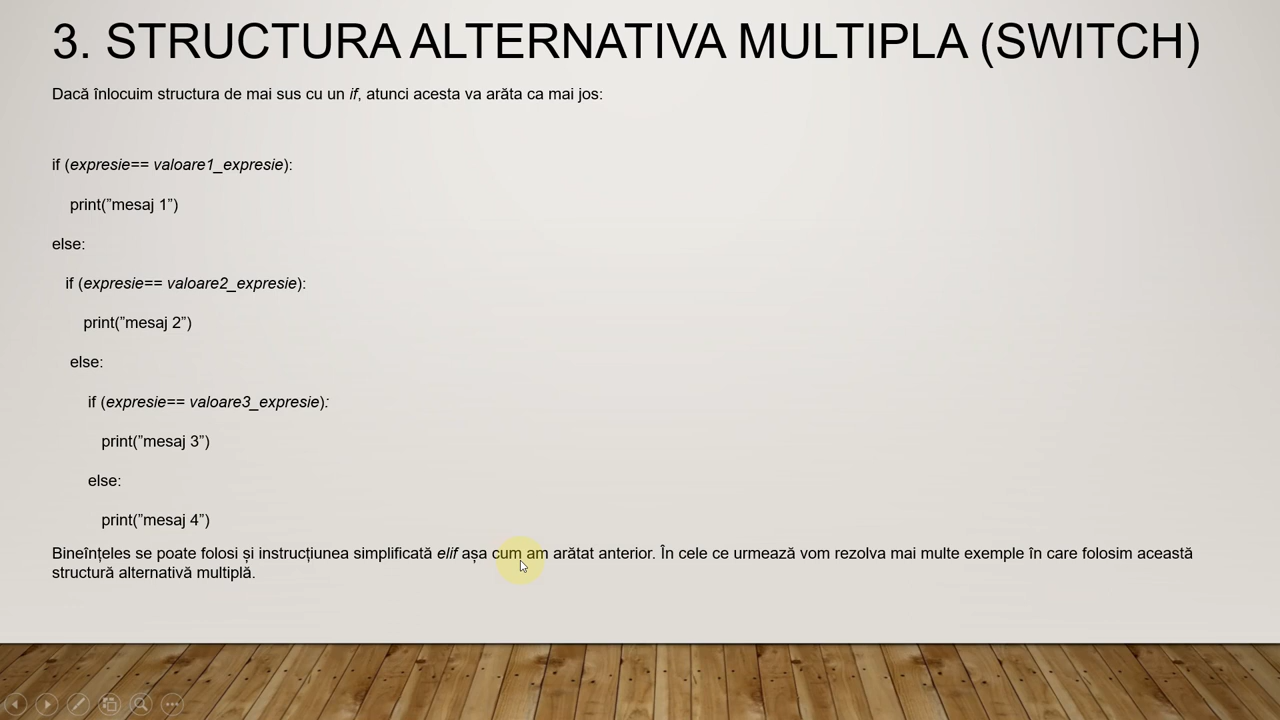 3. STRUCTURA ALTERNATIVA MULTIPLA (SWITCH)
Dacă înlocuim structura de mai sus cu un if, atunci acesta va arăta ca mai jos:
if (expresie== valoare1_expresie):
print(”mesaj 1”)
else:
if (expresie== valoare2_expresie):
print(”mesaj 2”)
else:
if (expresie== valoare3_expresie):
print(”mesaj 3”)
else:
print(”mesaj 4”)
Bineînțeles se poate folosi și instrucțiunea simplificată elif așa cum am arătat anterior. În cele ce urmează vom rezolva mai multe exemple în care folosim această
structură alternativă multiplă.